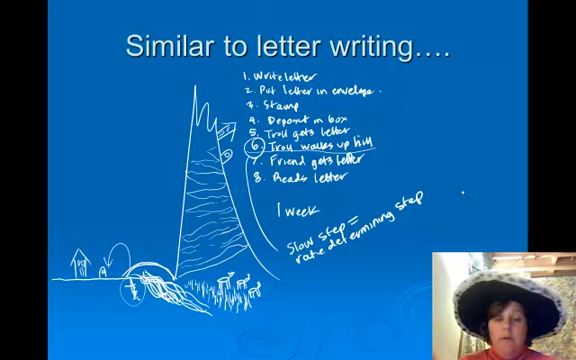 Similar to letter writing….
1. Write letter
2. Put letter in envelope.
3. Stamp
4. Deposit in box
5. Troll gets letter
6. Troll walks up hill
7. Friend gets letter
8. Reads letter
1 week
Slow step =
rate determining step